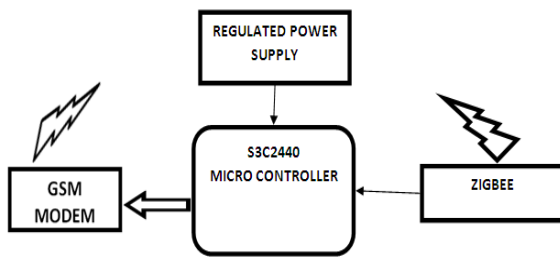 REGULATED POWER
SUPPLY
S3C2440
MICRO CONTROLLER
GSM
MODEM
ZIGBEE